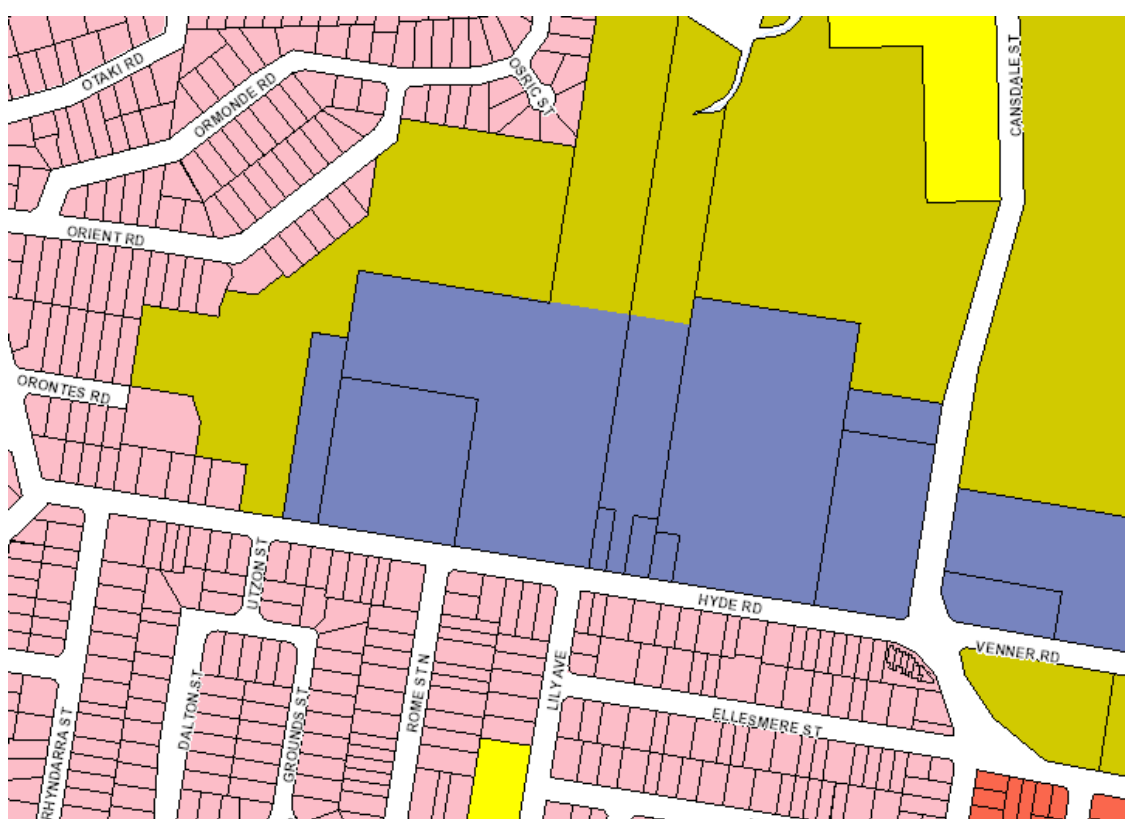 OTAKI RD
ORMONDE RD
OSRIC ST
CANSDALE ST
ORIENT RD
ORONTES RD
UTZON ST
HYDE RD
VENNER RD
RHYNDARRA ST
DALTON ST
GROUNDS ST
ROME ST N
LILY AVE
ELLESMERE ST